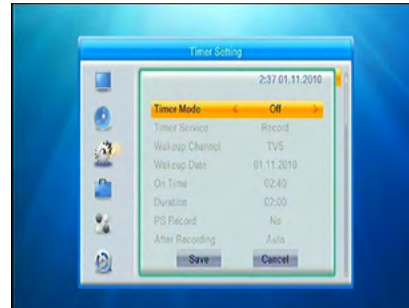 Timer Setting
2:37 01.11.2010
Timer Mode Off
Timer Service Record
Wakeup Channel TV5
Wakeup Date 01.11.2010
On Time 02:40
Duration 02:00
PS Record No
After Recording Auto
Save Cancel